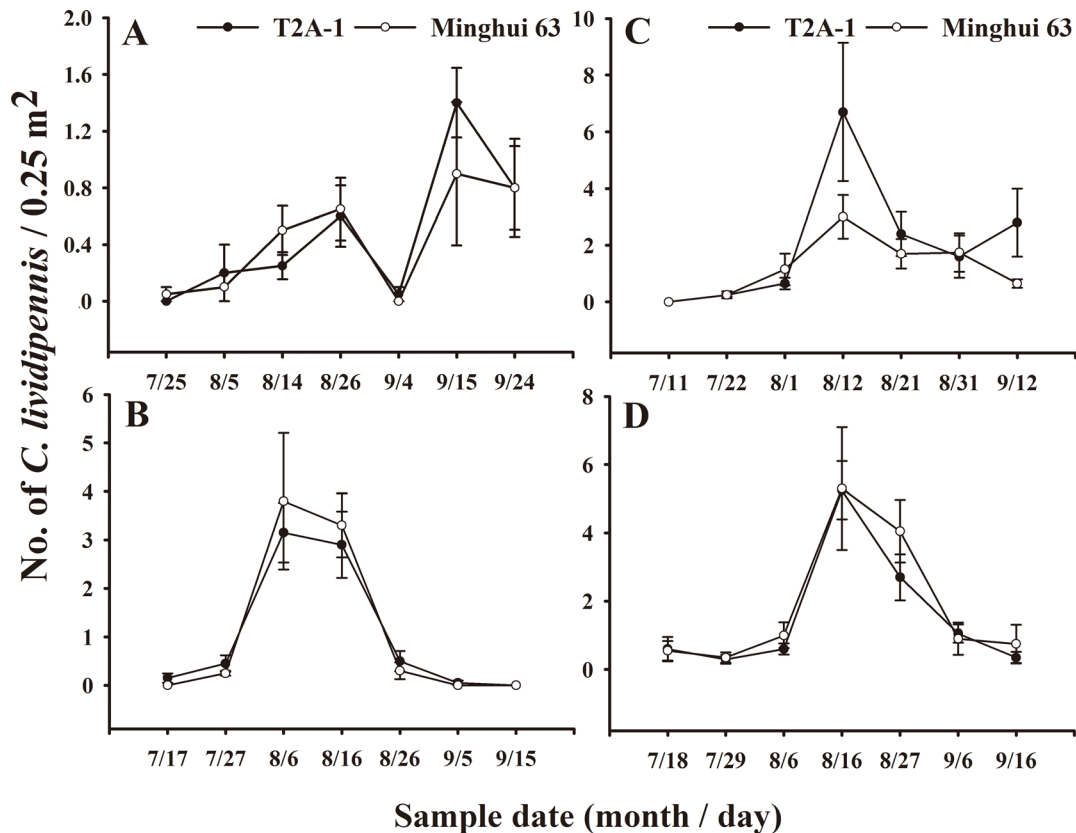 No. of C. lividipennis / 0.25 m²
A
T2A-1 Minghui 63
2.0
1.6
1.2
0.8
0.4
0
7/25 8/5 8/14 8/26 9/4 9/15 9/24
C
T2A-1 Minghui 63
10
8
6
4
2
0
7/11 7/22 8/1 8/12 8/21 8/31 9/12
B
6
5
4
3
2
1
0
7/17 7/27 8/6 8/16 8/26 9/5 9/15
D
8
6
4
2
0
7/18 7/29 8/6 8/16 8/27 9/6 9/16
Sample date (month / day)